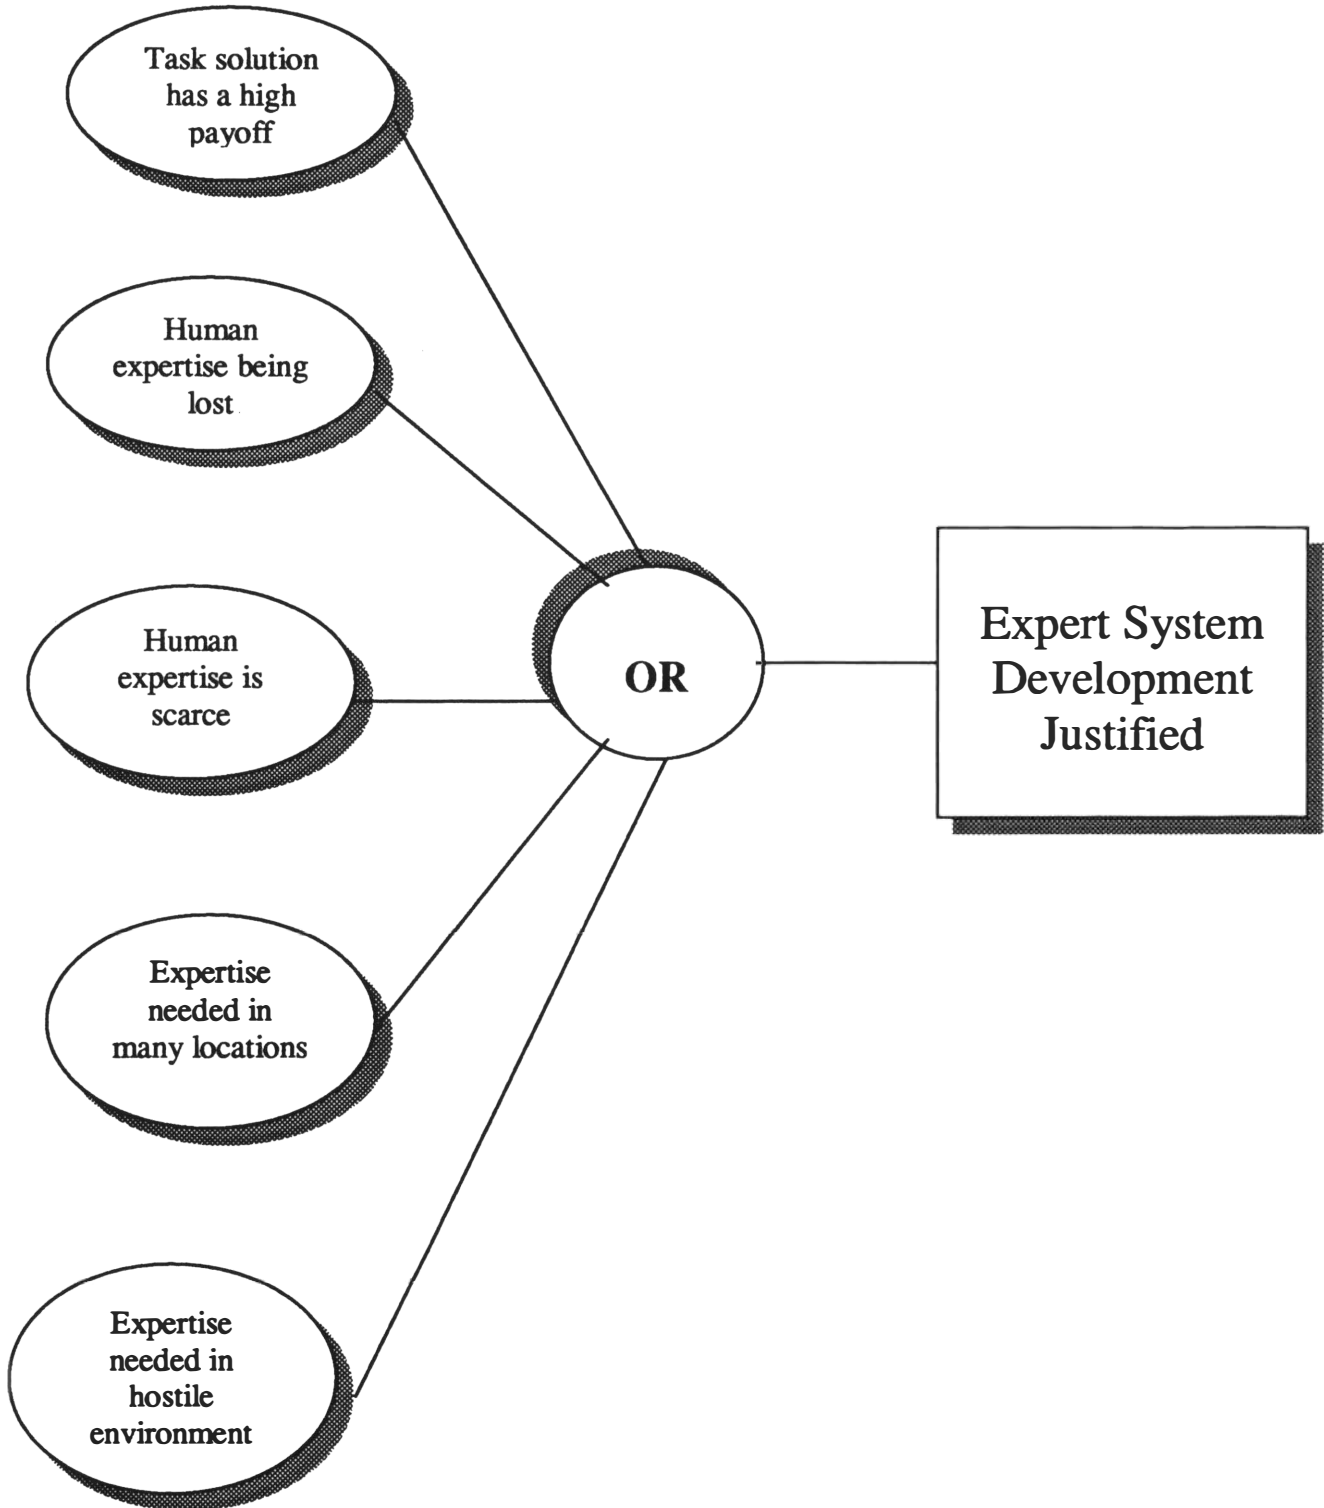 Task solution
has a high
payoff
Human
expertise being
lost
Human
expertise is
scarce
OR
Expert System
Development
Justified
Expertise
needed in
many locations
Expertise
needed in
hostile
environment